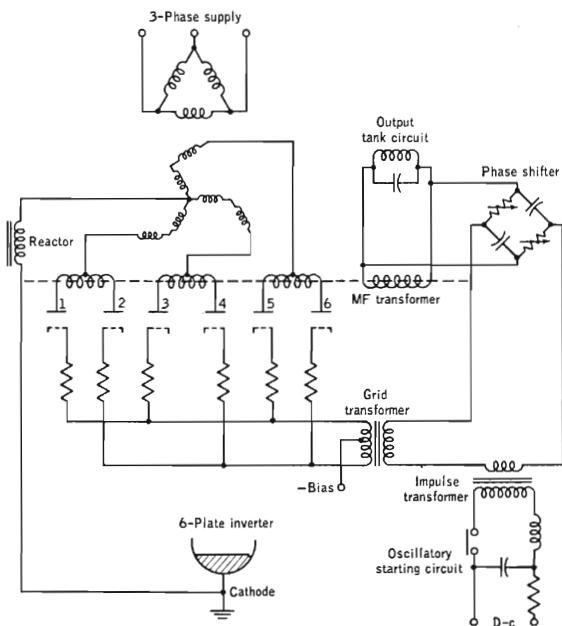 3-Phase supply
Output
tank circuit
Phase shifter
Reactor
1 2 3 4 5 6
MF transformer
Grid
transformer
-Bias
Impulse
transformer
6-Plate inverter
Oscillatory
starting circuit
Cathode
D-c